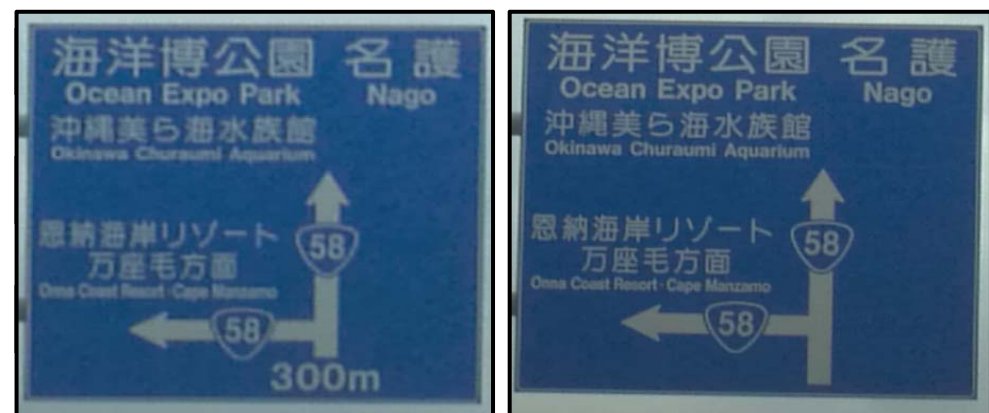 海洋博公園 名護
Ocean Expo Park Nago
沖縄美ら海水族館
Okinawa Churaumi Aquarium
恩納海岸リゾート
58
万座毛方面
Onna Coast Resort・Cape Manzamo
58
300m
海洋博公園 名護
Ocean Expo Park Nago
沖縄美ら海水族館
Okinawa Churaumi Aquarium
恩納海岸リゾート
58
万座毛方面
Onna Coast Resort・Cape Manzamo
58